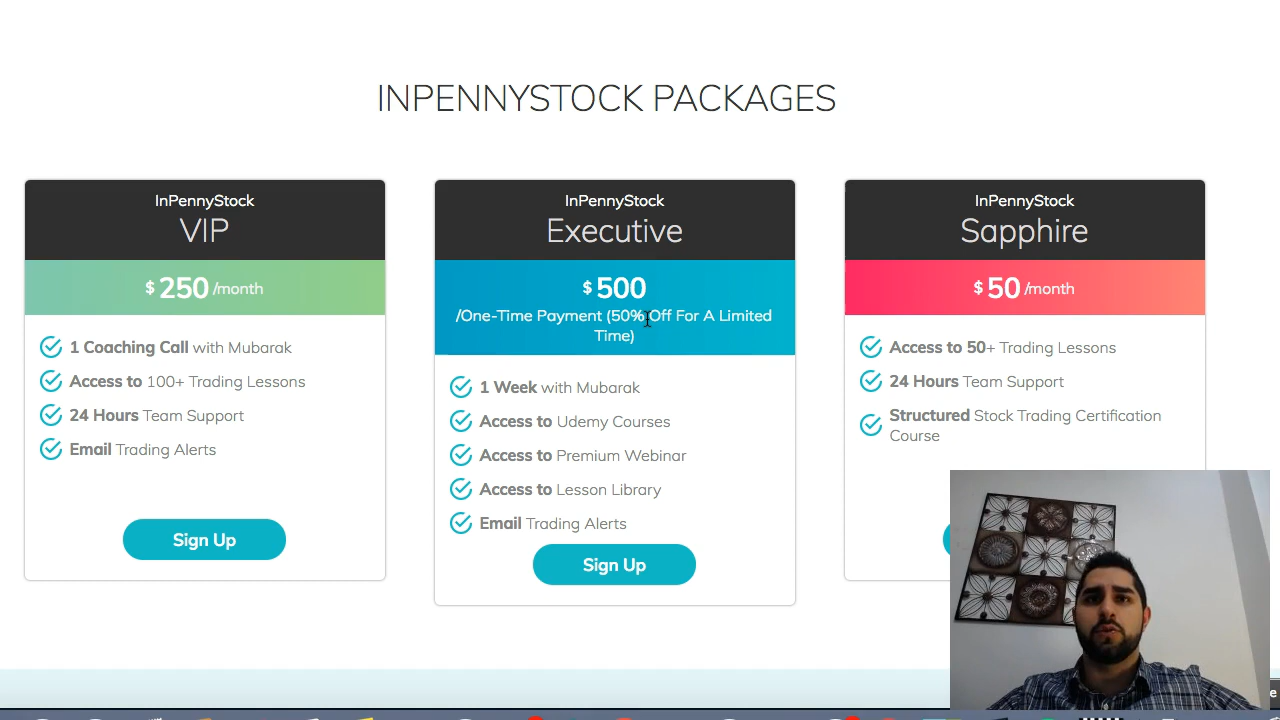 INPENNYSTOCK PACKAGES
InPennyStock
VIP
$ 250 /month
1 Coaching Call with Mubarak
Access to 100+ Trading Lessons
24 Hours Team Support
Email Trading Alerts
Sign Up
InPennyStock
Executive
$ 500
/One-Time Payment (50% Off For A Limited
Time)
1 Week with Mubarak
Access to Udemy Courses
Access to Premium Webinar
Access to Lesson Library
Email Trading Alerts
Sign Up
InPennyStock
Sapphire
$ 50 /month
Access to 50+ Trading Lessons
24 Hours Team Support
Structured Stock Trading Certification
Course